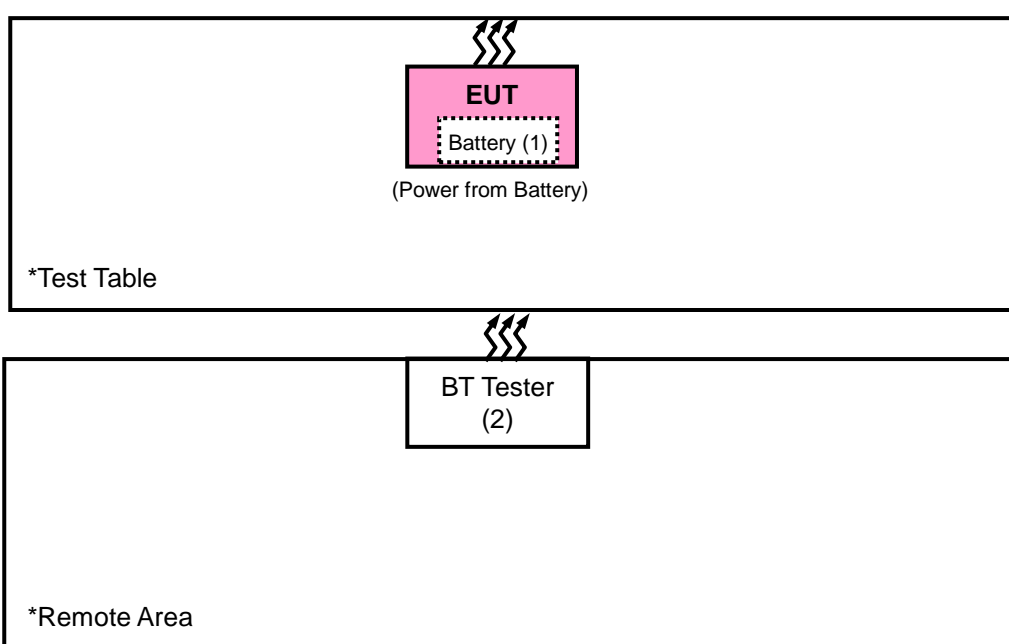 EUT
Battery (1)
(Power from Battery)
*Test Table
BT Tester
(2)
*Remote Area